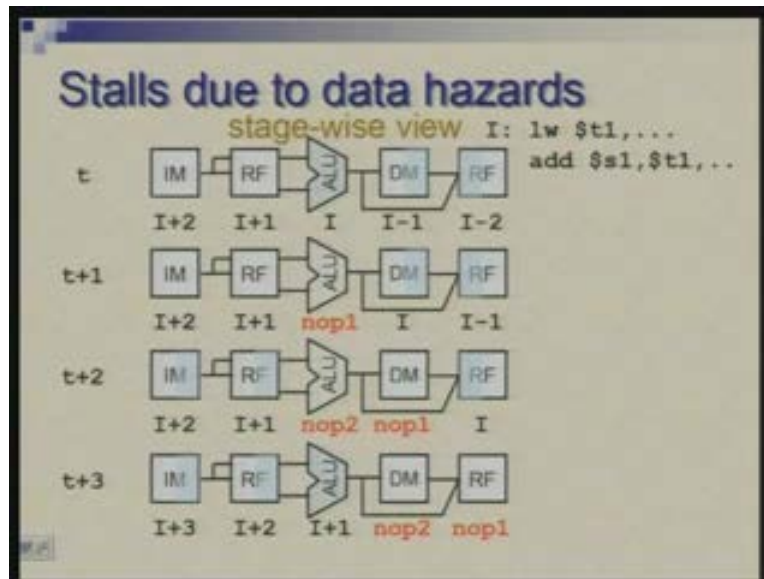 Stalls due to data hazards
stage-wise view
I: lw $t1,...
add $s1,$t1,..
t
IM RF ALU DM RF
I+2 I+1 I I-1 I-2
t+1
IM RF ALU DM RF
I+2 I+1 nop1 I I-1
t+2
IM RF ALU DM RF
I+2 I+1 nop2 nop1 I
t+3
IM RF ALU DM RF
I+3 I+2 I+1 nop2 nop1